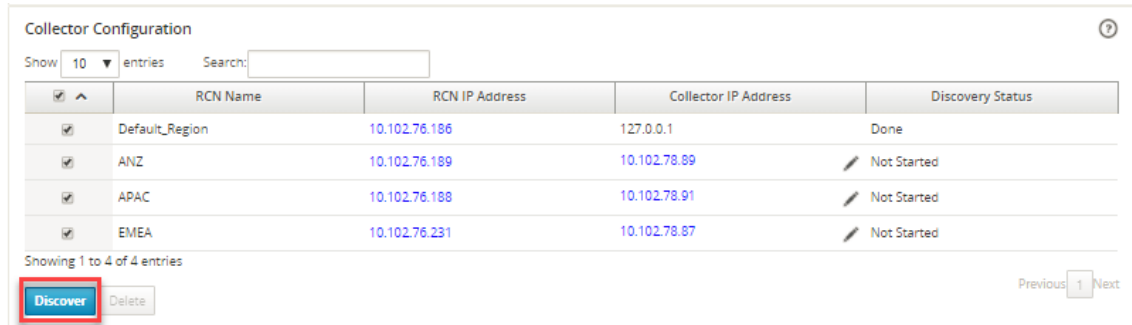 Collector Configuration
Show 10 entries Search:
RCN Name RCN IP Address Collector IP Address Discovery Status
Default_Region 10.102.76.186 127.0.0.1 Done
ANZ 10.102.76.189 10.102.78.89 Not Started
APAC 10.102.76.188 10.102.78.91 Not Started
EMEA 10.102.76.231 10.102.78.87 Not Started
Showing 1 to 4 of 4 entries
Previous 1 Next
Discover Delete